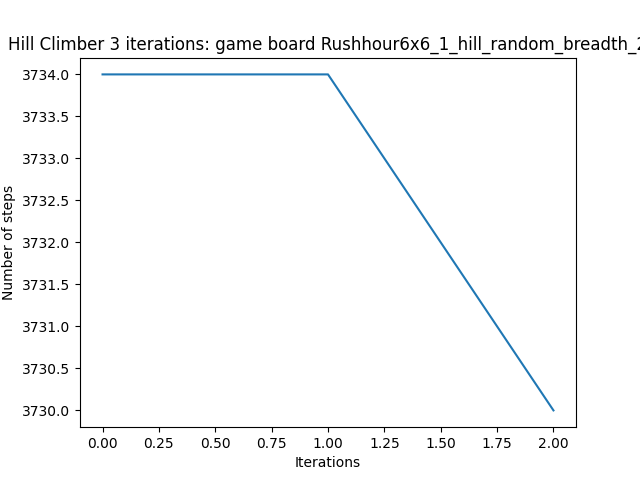 Hill Climber 3 iterations: game board Rushhour6x6_1_hill_random_breadth_2
3734.0
3733.5
3733.0
3732.5
3732.0
3731.5
3731.0
3730.5
3730.0
Number of steps
0.00 0.25 0.50 0.75 1.00 1.25 1.50 1.75 2.00
Iterations